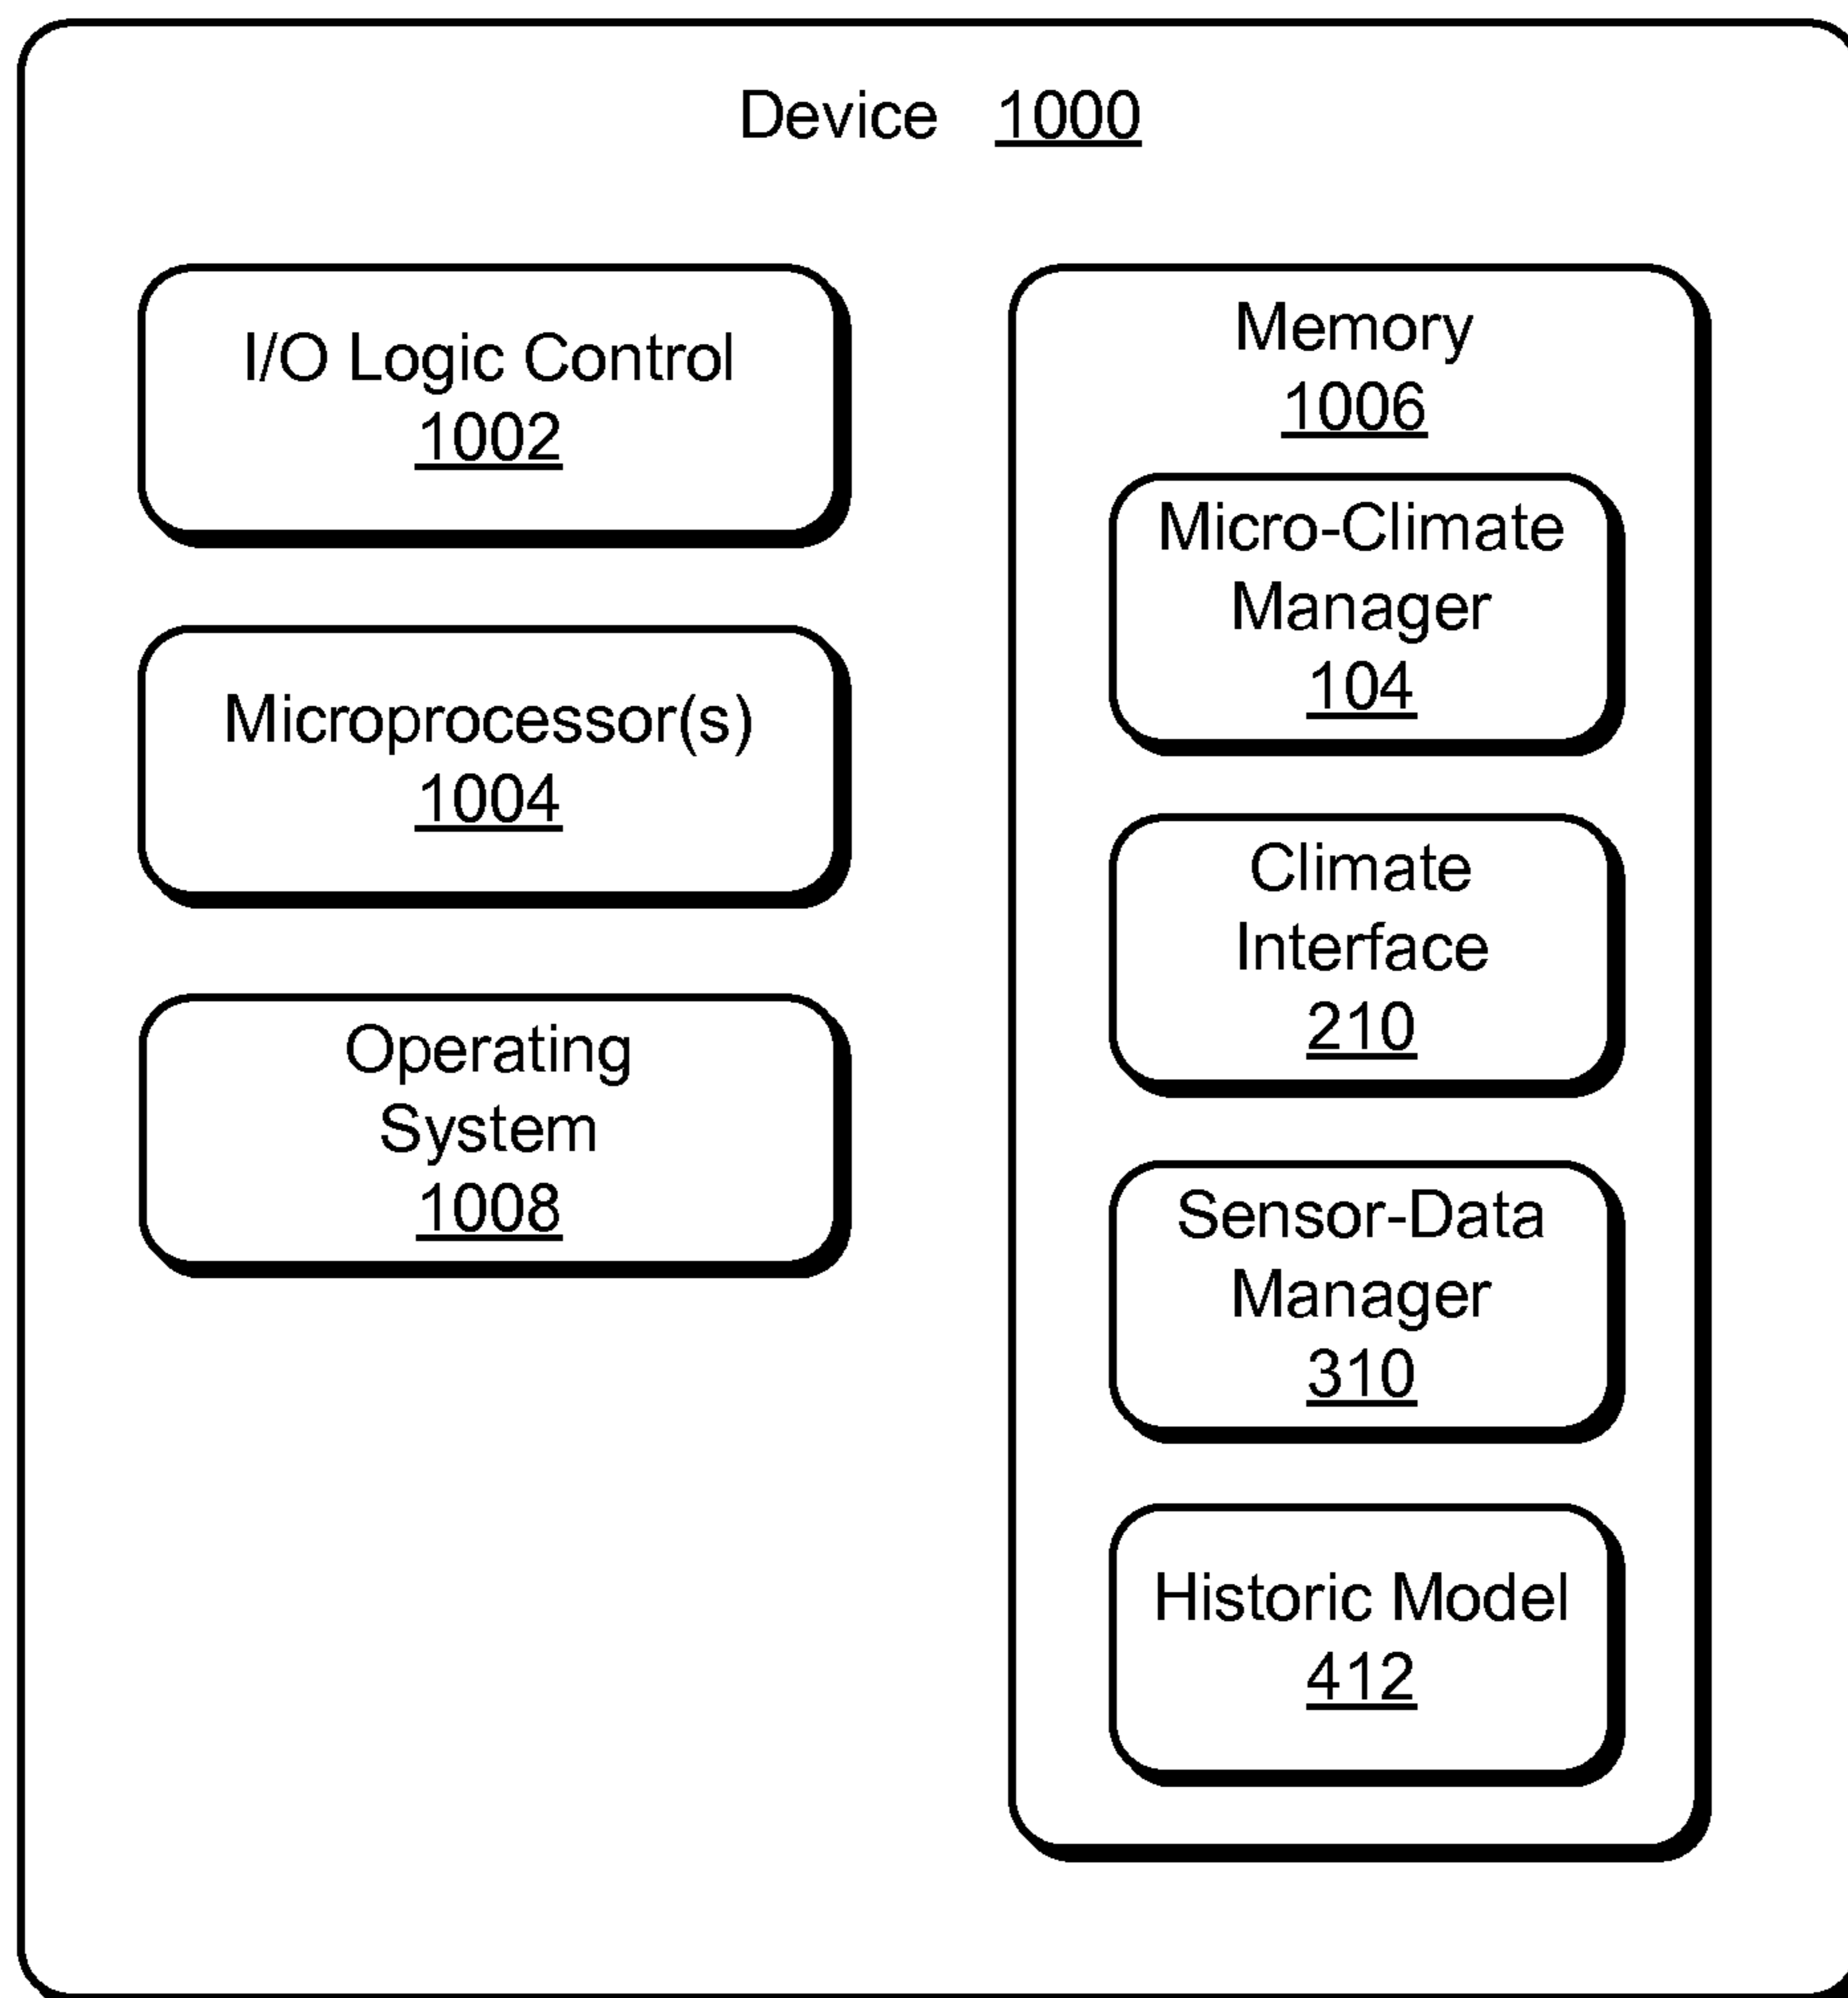 Device 1000
I/O Logic Control
1002
Microprocessor(s)
1004
Operating
System
1008
Memory
1006
Micro-Climate
Manager
104
Climate
Interface
210
Sensor-Data
Manager
310
Historic Model
412